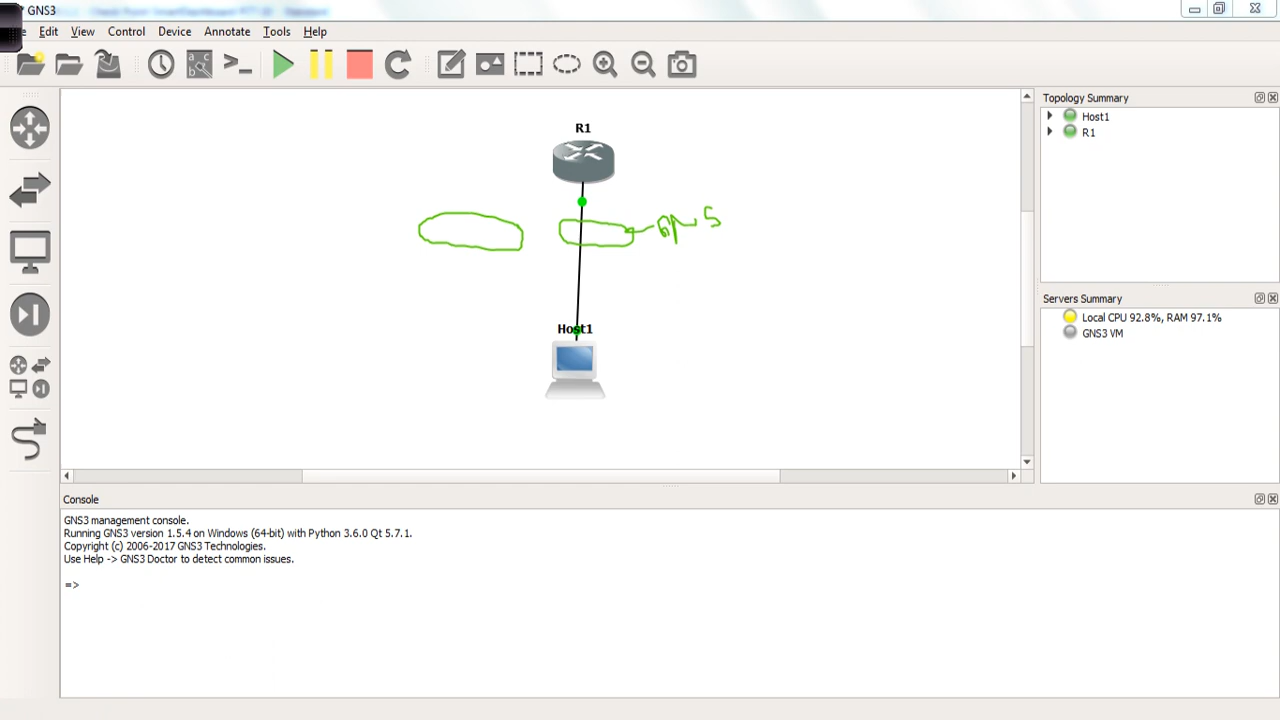 GNS3
Edit View Control Device Annotate Tools Help
Topology Summary
Host1
R1
R1
Host1
Servers Summary
Local CPU 92.8%, RAM 97.1%
GNS3 VM
Console
GNS3 management console.
Running GNS3 version 1.5.4 on Windows (64-bit) with Python 3.6.0 Qt 5.7.1.
Copyright (c) 2006-2017 GNS3 Technologies.
Use Help -> GNS3 Doctor to detect common issues.
=>